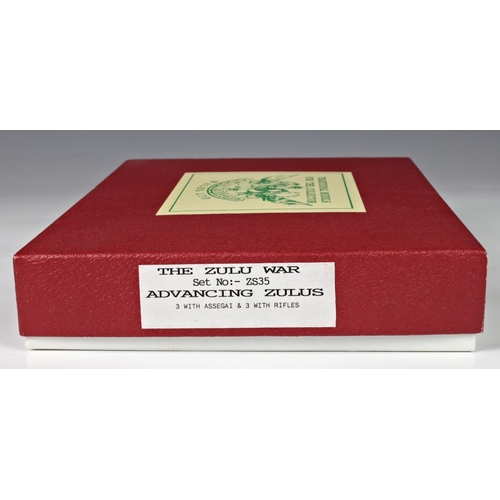 THE ZULU WAR
Set No:- ZS35
ADVANCING ZULUS
3 WITH ASSEGAI & 3 WITH RIFLES